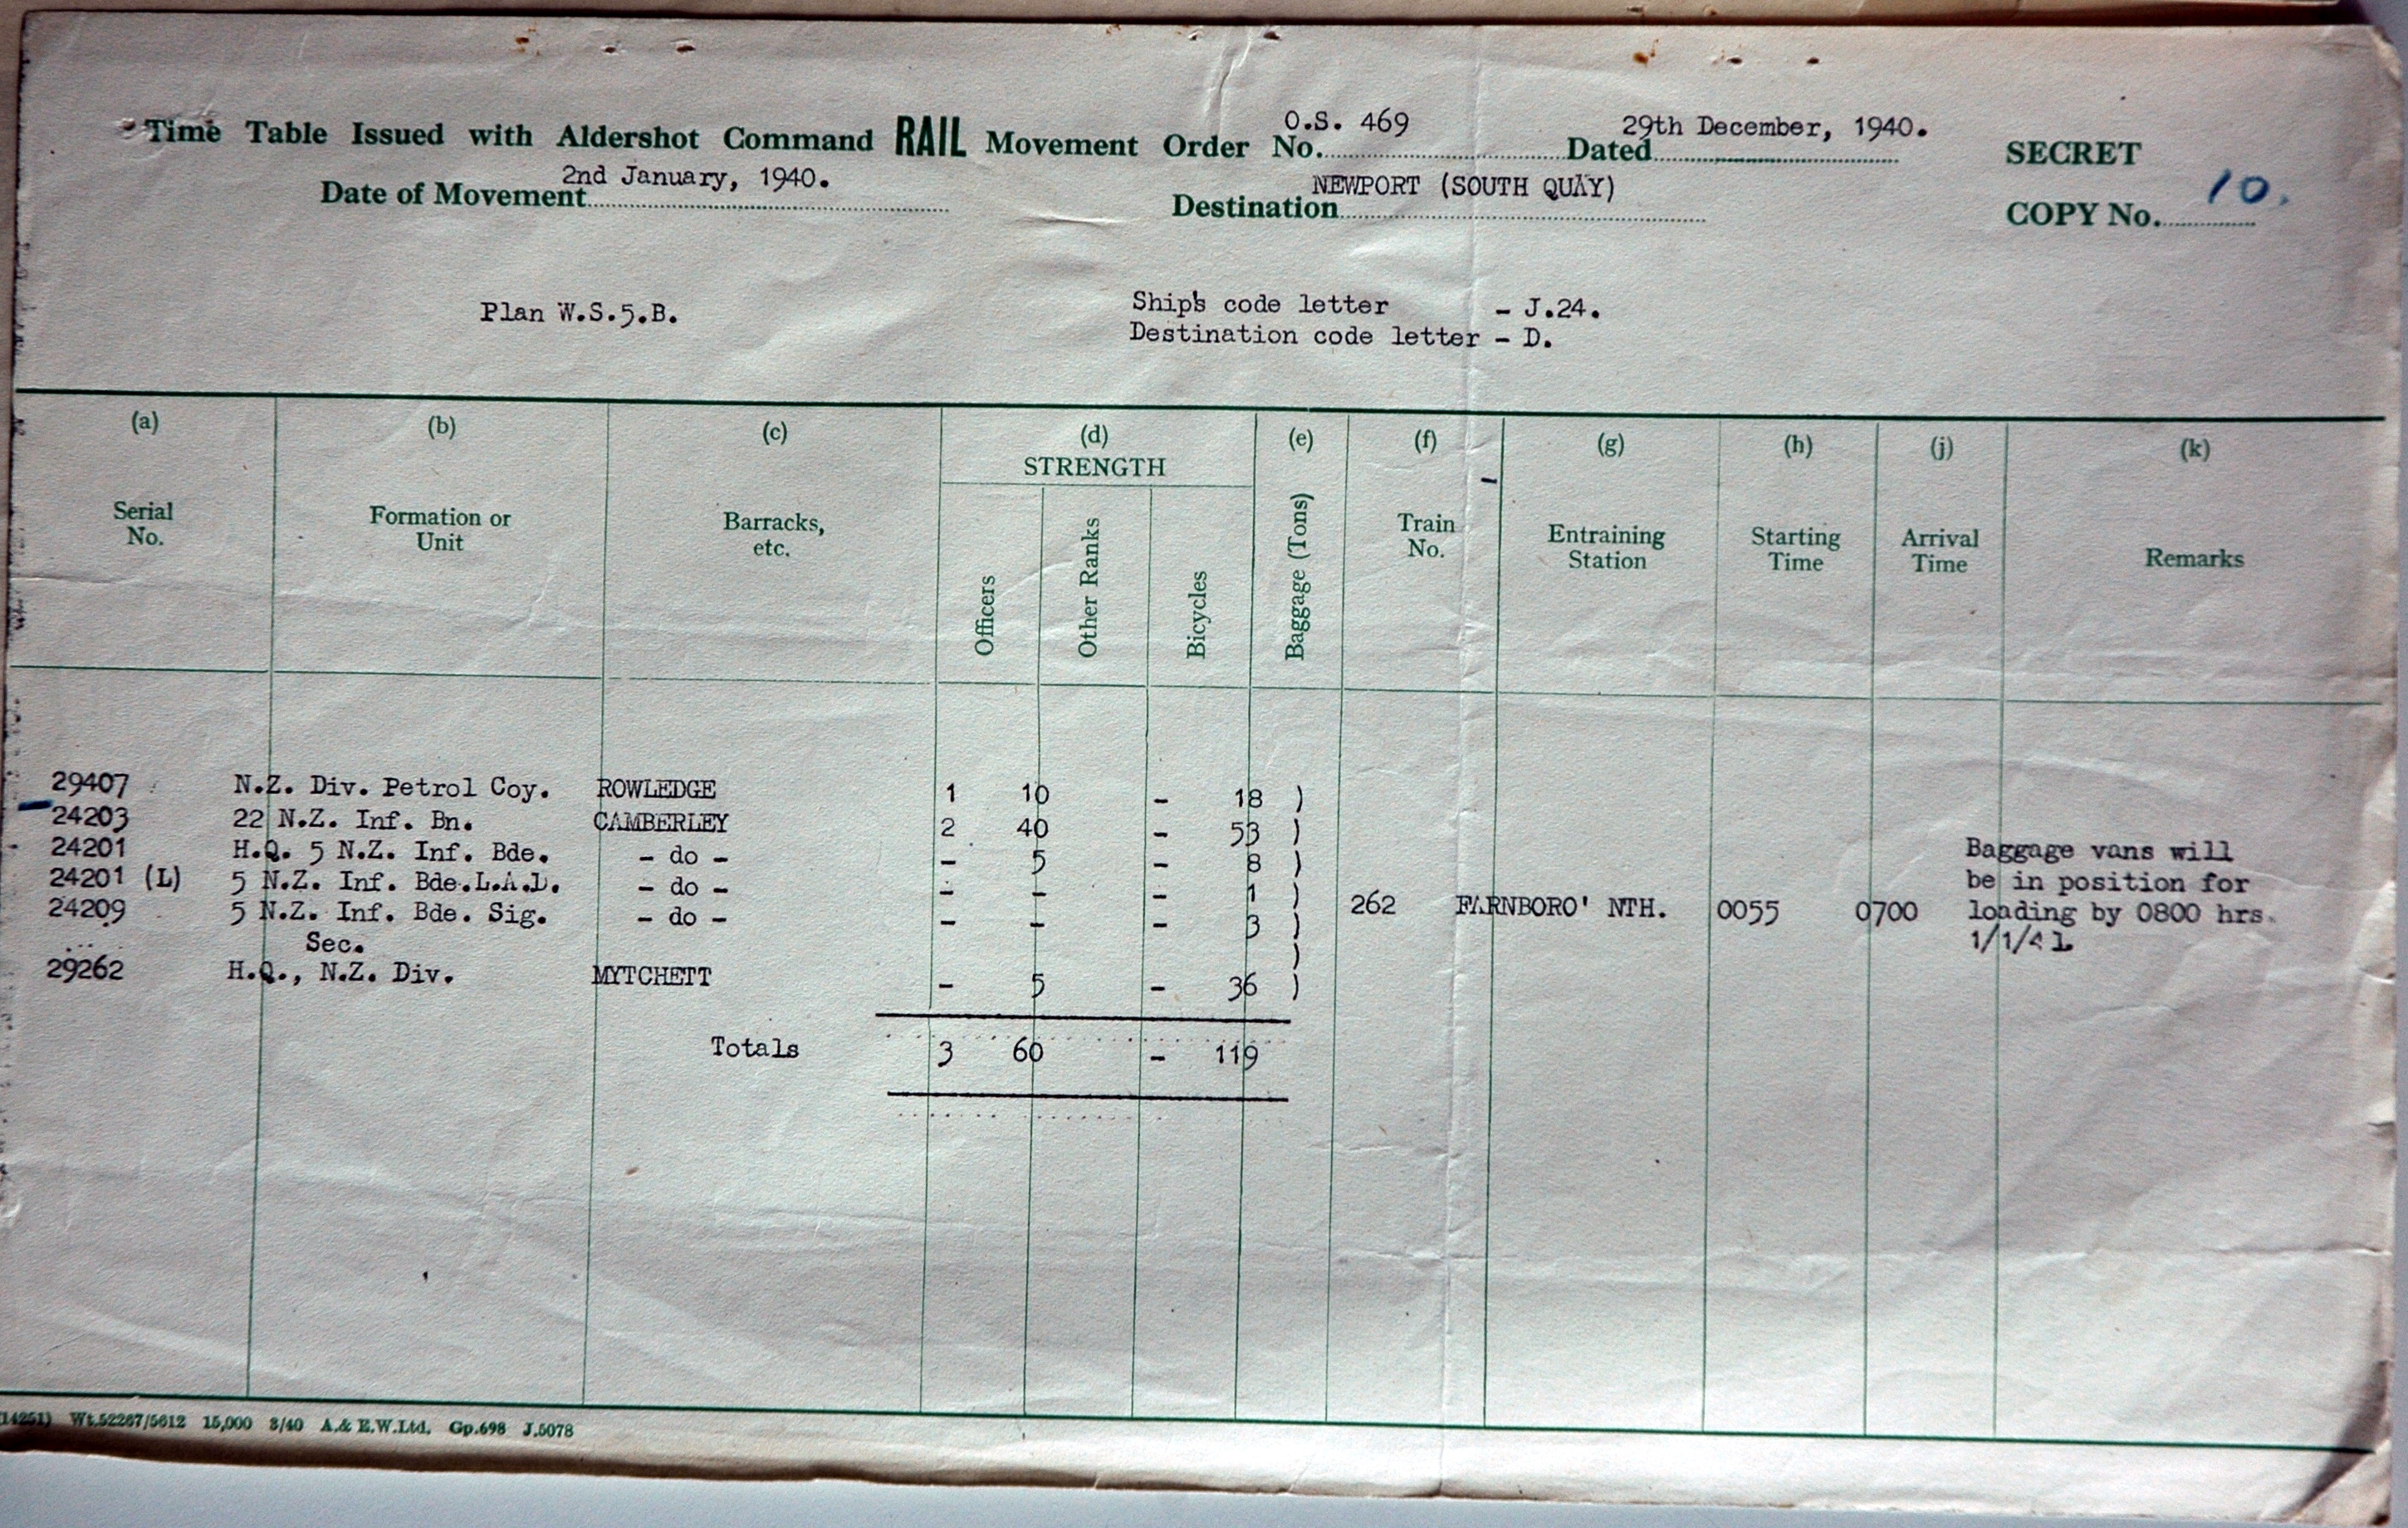 Time Table Issued with Aldershot Command RAIL Movement Order No. O.S. 469 Dated 29th December, 1940. SECRET
Date of Movement 2nd January, 1940. Destination NEWPORT (SOUTH QUAY) COPY No. 10.
Plan W.S.5.B. Ship's code letter - J.24.
Destination code letter - D.
(a) (b) (c) (d) (e) (f) (g) (h) (j) (k)
STRENGTH
Serial No. Formation or Unit Barracks, etc. Officers Other Ranks Bicycles Baggage (Tons) Train No. Entraining Station Starting Time Arrival Time Remarks
29407 N.Z. Div. Petrol Coy. ROWLEDGE 1 10 - 18 )
24203 22 N.Z. Inf. Bn. CAMBERLEY 2 40 - 53 )
24201 H.Q. 5 N.Z. Inf. Bde. - do - - 5 - 8 ) Baggage vans will
24201 (L) 5 N.Z. Inf. Bde.L.A.D. - do - - - - 1 ) be in position for
24209 5 N.Z. Inf. Bde. Sig. - do - - - - 3 ) 262 FARNBORO' NTH. 0055 0700 loading by 0800 hrs.
Sec. ) 1/1/41
29262 H.Q., N.Z. Div. MYTCHETT - 5 - 36 )
Totals 3 60 - 119
(14251) Wt.52267/5612 15,000 3/40 A.& E.W.Ltd. Gp.698 J.5078